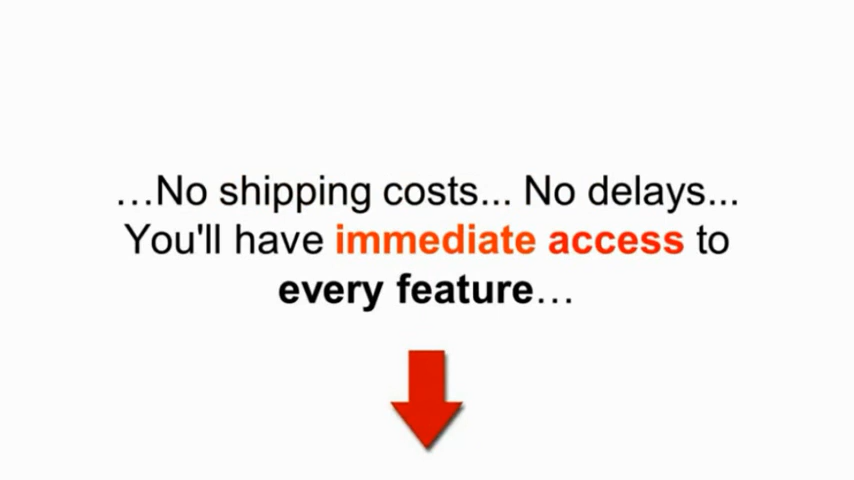 …No shipping costs... No delays...
You'll have immediate access to
every feature…